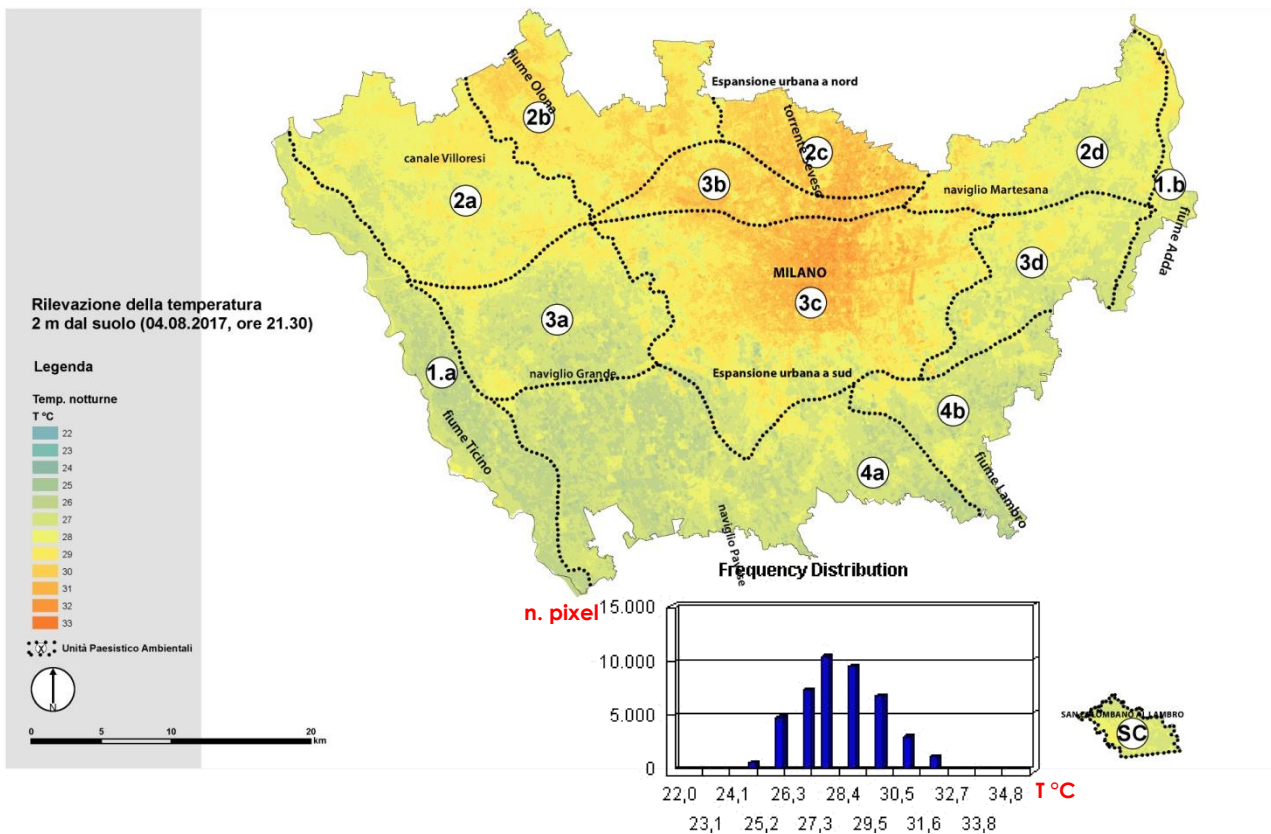 Espansione urbana a nord
fiume Olona
2b
torrente Seveso
2c
2d
canale Villoresi
3b
naviglio Martesana
1.b
2a
fiume Adda
3d
MILANO
3c
3a
1.a
naviglio Grande
Espansione urbana a sud
4b
fiume Ticino
4a
fiume Lambro
naviglio Pavese
Rilevazione della temperatura
2 m dal suolo (04.08.2017, ore 21.30)
Legenda
Temp. notturne
T °C
22
23
24
25
26
27
28
29
30
31
32
33
Unità Paesistico Ambientali
N
0 5 10 20
km
Frequency Distribution
n. pixel
15.000
10.000
5.000
0
22,0 24,1 26,3 28,4 30,5 32,7 34,8 T °C
23,1 25,2 27,3 29,5 31,6 33,8
SAN COLOMBANO AL LAMBRO
SC